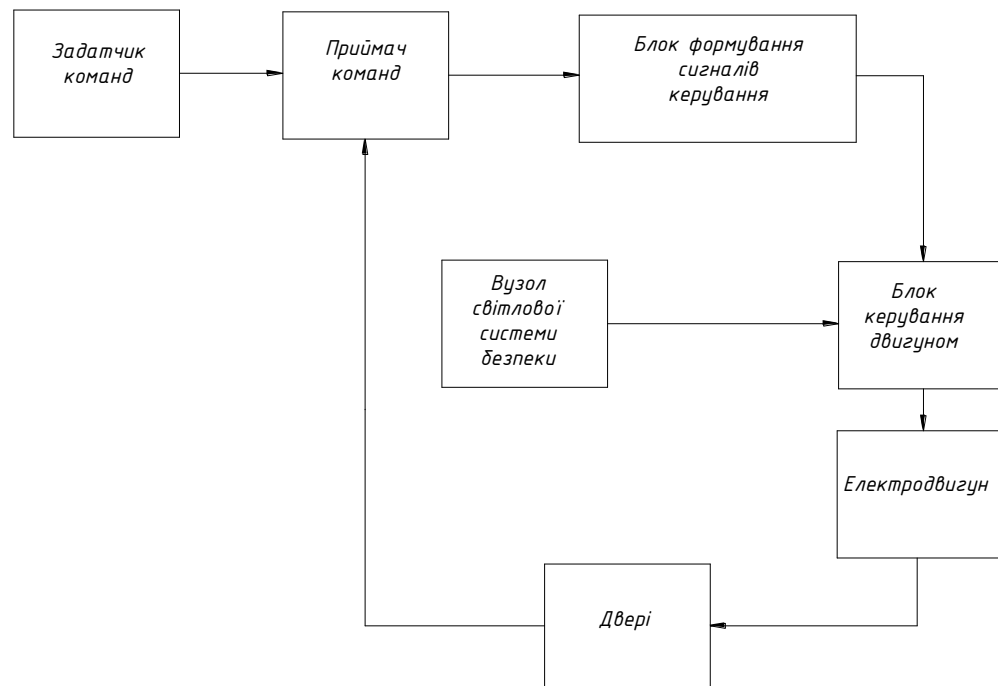 Задатчик
команд
Приймач
команд
Блок формування
сигналів
керування
Вузол
світлової
системи
безпеки
Блок
керування
двигуном
Електродвигун
Двері